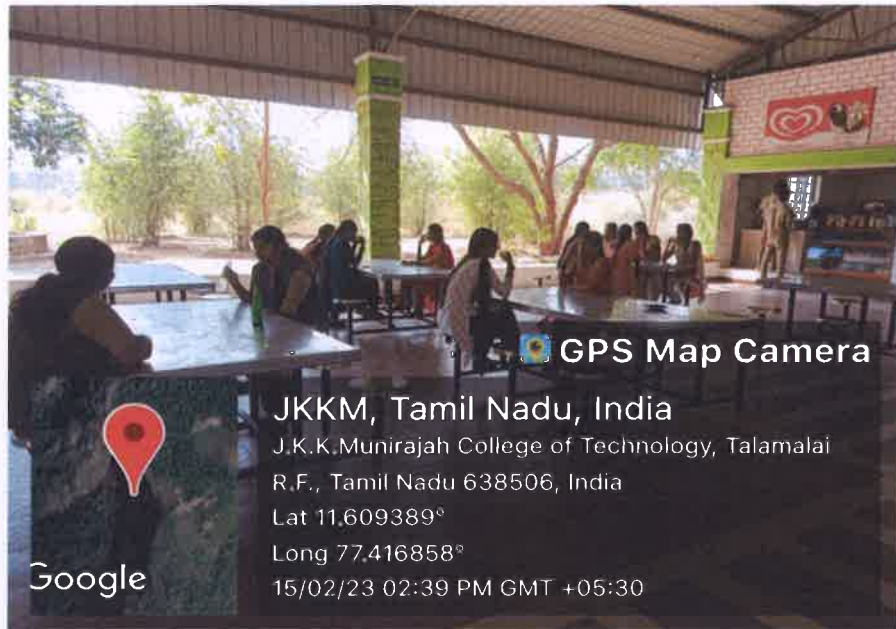 GPS Map Camera
JKKM, Tamil Nadu, India
J.K.K.Munirajah College of Technology, Talamalai
R.F., Tamil Nadu 638506, India
Lat 11.609389°
Long 77.416858°
15/02/23 02:39 PM GMT +05:30
Google